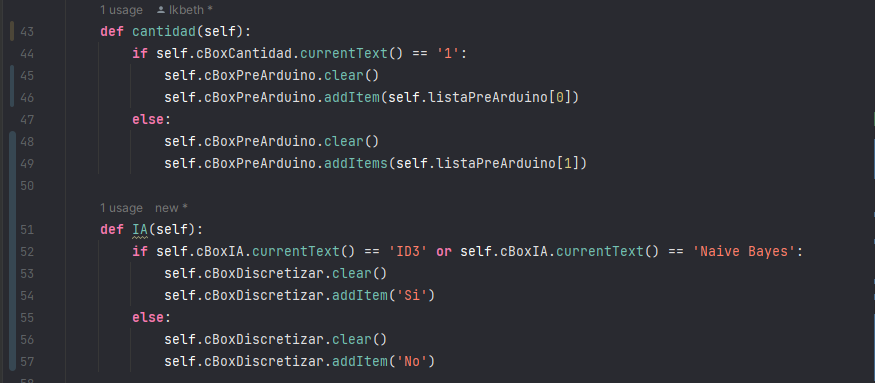 1 usage lkbeth *
43 def cantidad(self):
44 if self.cBoxCantidad.currentText() == '1':
45 self.cBoxPreArduino.clear()
46 self.cBoxPreArduino.addItem(self.listaPreArduino[0])
47 else:
48 self.cBoxPreArduino.clear()
49 self.cBoxPreArduino.addItems(self.listaPreArduino[1])
50
1 usage new *
51 def IA(self):
52 if self.cBoxIA.currentText() == 'ID3' or self.cBoxIA.currentText() == 'Naive Bayes':
53 self.cBoxDiscretizar.clear()
54 self.cBoxDiscretizar.addItem('Si')
55 else:
56 self.cBoxDiscretizar.clear()
57 self.cBoxDiscretizar.addItem('No')